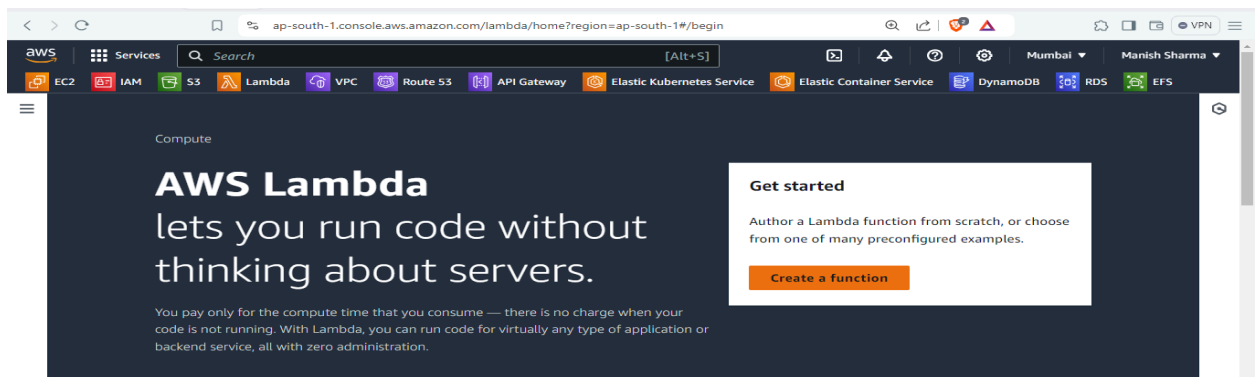 ap-south-1.console.aws.amazon.com/lambda/home?region=ap-south-1#/begin
VPN
aws Services Search [Alt+S] Mumbai Manish Sharma
EC2 IAM S3 Lambda VPC Route 53 API Gateway Elastic Kubernetes Service Elastic Container Service DynamoDB RDS EFS
Compute
AWS Lambda
lets you run code without
thinking about servers.
You pay only for the compute time that you consume — there is no charge when your
code is not running. With Lambda, you can run code for virtually any type of application or
backend service, all with zero administration.
Get started
Author a Lambda function from scratch, or choose
from one of many preconfigured examples.
Create a function